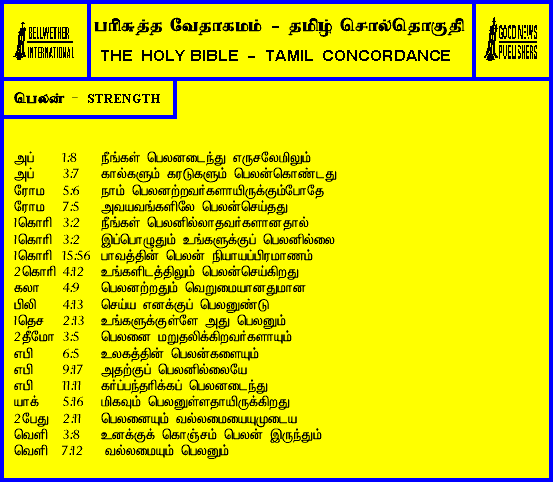 BELLWETHER
INTERNATIONAL
பரிசுத்த வேதாகமம் - தமிழ் சொல்தொகுதி
THE HOLY BIBLE - TAMIL CONCORDANCE
GOOD NEWS
PUBLISHERS
பெலன் - STRENGTH
அப் 1:8 நீங்கள் பெலனடைந்து எருசலேமிலும்
அப் 3:7 கால்களும் கரடுகளும் பெலன்கொண்டது
ரோம 5:6 நாம் பெலனற்றவர்களாயிருக்கும்போதே
ரோம 7:5 அவயவங்களிலே பெலன்செய்தது
1கொரி 3:2 நீங்கள் பெலனில்லாதவர்களானதால்
1கொரி 3:2 இப்பொழுதும் உங்களுக்குப் பெலனில்லை
1கொரி 15:56 பாவத்தின் பெலன் நியாயப்பிரமாணம்
2கொரி 4:12 உங்களிடத்திலும் பெலன்செய்கிறது
கலா 4:9 பெலனற்றதும் வெறுமையானதுமான
பிலி 4:13 செய்ய எனக்குப் பெலனுண்டு
1தெச 2:13 உங்களுக்குள்ளே அது பெலனும்
2தீமோ 3:5 பெலனை மறுதலிக்கிறவர்களாயும்
எபி 6:5 உலகத்தின் பெலன்களையும்
எபி 9:17 அதற்குப் பெலனில்லையே
எபி 11:11 கர்ப்பந்தரிக்கப் பெலனடைந்து
யாக் 5:16 மிகவும் பெலனுள்ளதாயிருக்கிறது
2பேது 2:11 பெலனையும் வல்லமையையுமுடைய
வெளி 3:8 உனக்குக் கொஞ்சம் பெலன் இருந்தும்
வெளி 7:12 வல்லமையும் பெலனும்